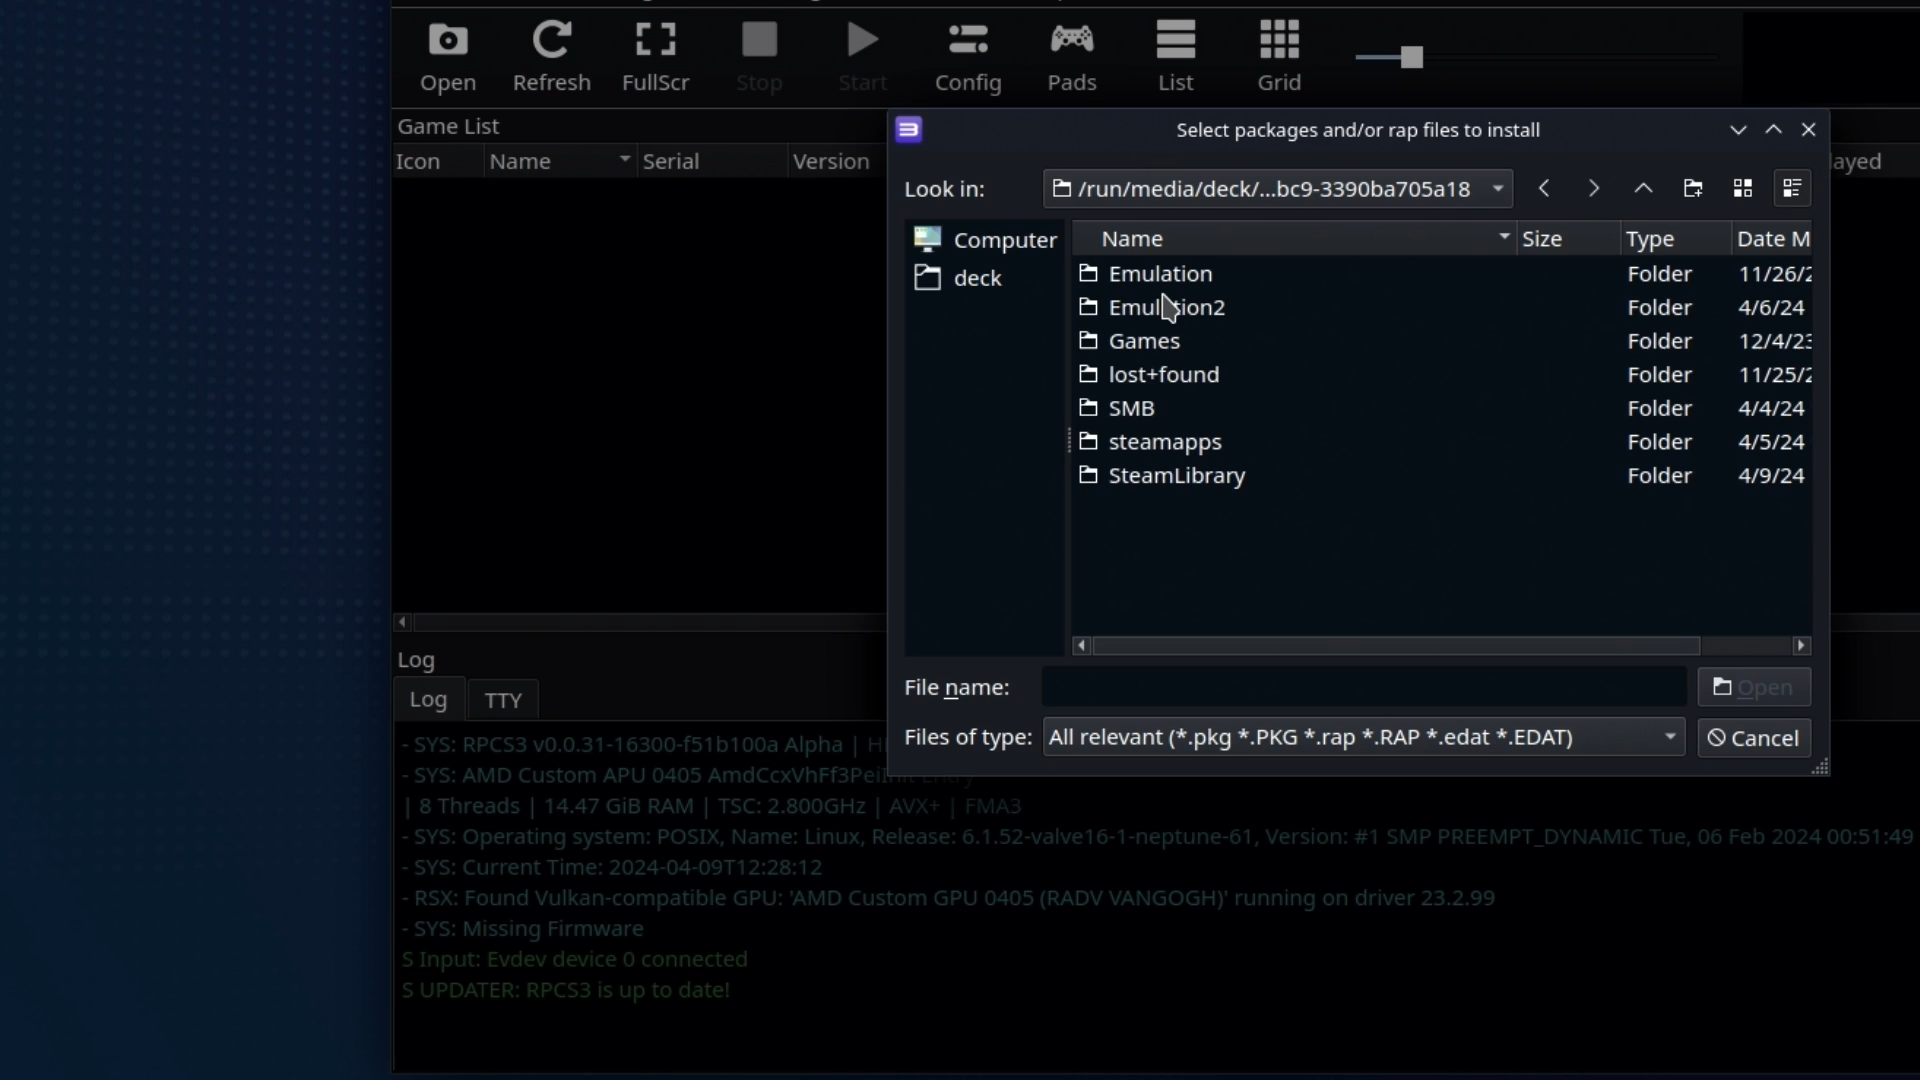 Open
Refresh
FullScr
Stop
Start
Config
Pads
List
Grid
Game List
Icon
Name
Serial
Version
layed
Select packages and/or rap files to install
Look in:
/run/media/deck/...bc9-3390ba705a18
Computer
deck
Name Size Type Date M
Emulation Folder 11/26/2
Emulation2 Folder 4/6/24
Games Folder 12/4/23
lost+found Folder 11/25/2
SMB Folder 4/4/24
steamapps Folder 4/5/24
SteamLibrary Folder 4/9/24
File name:
Open
Files of type: All relevant (*.pkg *.PKG *.rap *.RAP *.edat *.EDAT)
Cancel
Log
Log
TTY
- SYS: RPCS3 v0.0.31-16300-f51b100a Alpha |
- SYS: AMD Custom APU 0405 Entry
| 8 Threads | 14.47 GiB RAM | TSC: 2.800GHz | AVX+ | FMA3
- SYS: Operating system: POSIX, Name: Linux, Release: 6.1.52-valve16-1-neptune-61, Version: #1 SMP PREEMPT_DYNAMIC Tue, 06 Feb 2024 00:51:49
- SYS: Current Time: 2024-04-09T12:28:12
- RSX: Found Vulkan-compatible GPU: 'AMD Custom GPU 0405 (RADV VANGOGH)' running on driver 23.2.99
- SYS: Missing Firmware
S Input: Evdev device 0 connected
S UPDATER: RPCS3 is up to date!